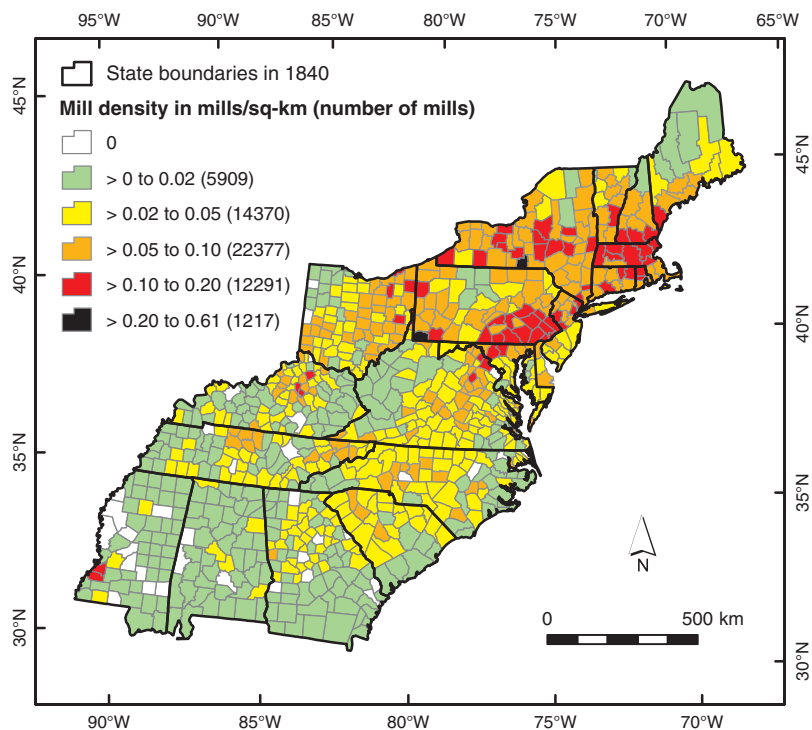 95°W 90°W 85°W 80°W 75°W 70°W 65°W
State boundaries in 1840
Mill density in mills/sq-km (number of mills)
0
> 0 to 0.02 (5909)
> 0.02 to 0.05 (14370)
> 0.05 to 0.10 (22377)
> 0.10 to 0.20 (12291)
> 0.20 to 0.61 (1217)
45°N
40°N
35°N
30°N
45°N
40°N
35°N
30°N
N
0 500 km
90°W 85°W 80°W 75°W 70°W